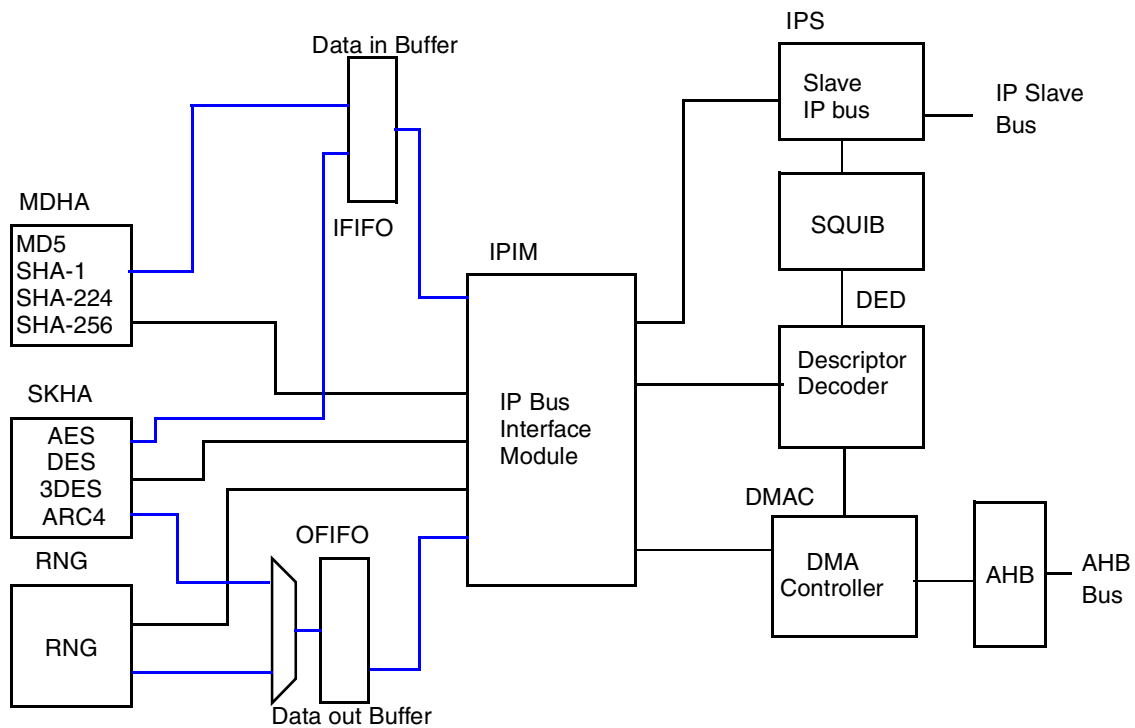 IPS
Data in Buffer
Slave
IP bus
IP Slave
Bus
MDHA
IFIFO
SQUIB
MD5
SHA-1
SHA-224
SHA-256
IPIM
DED
Descriptor
Decoder
SKHA
AES
DES
3DES
ARC4
IP Bus
Interface
Module
DMAC
RNG
OFIFO
DMA
Controller
AHB
AHB
Bus
RNG
Data out Buffer